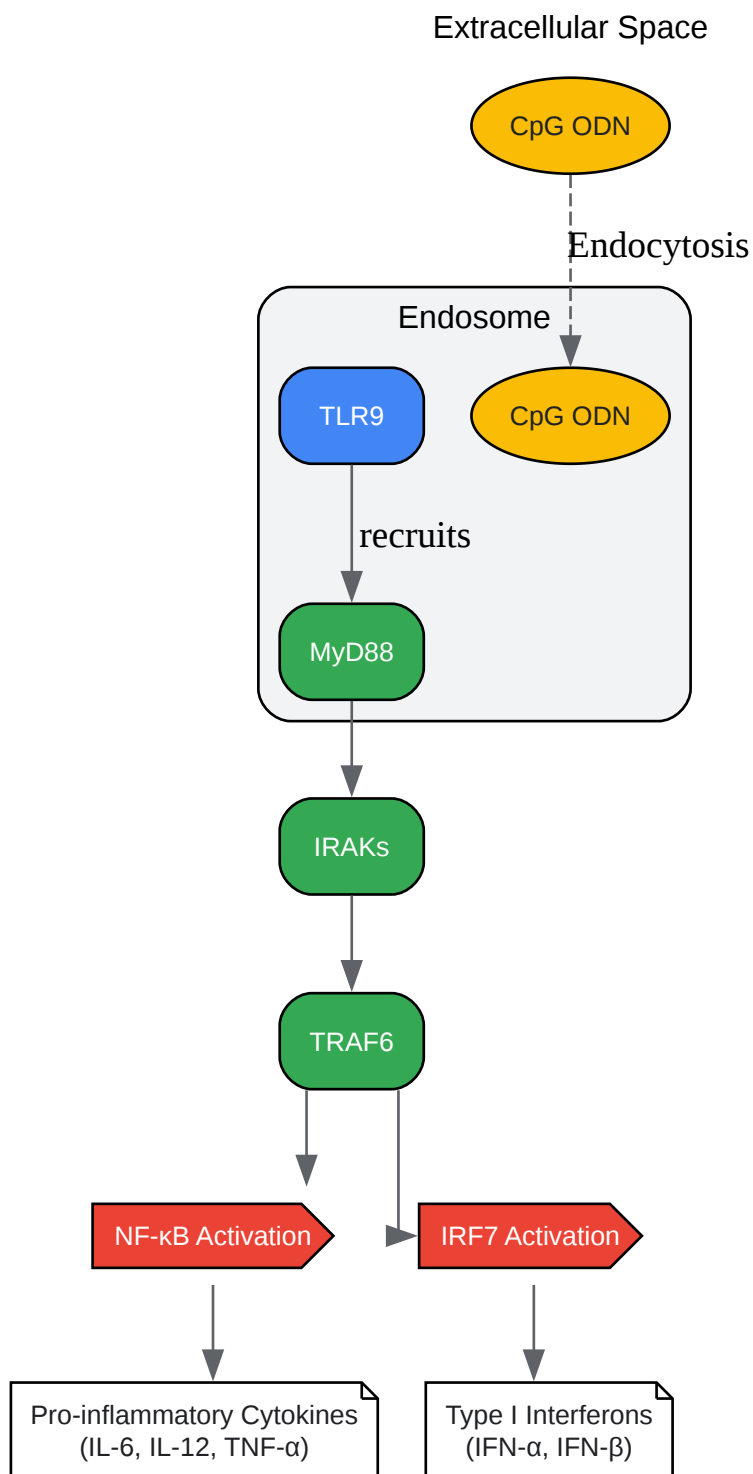 Extracellular Space
CpG ODN
Endocytosis
Endosome
TLR9
CpG ODN
recruits
MyD88
IRAKs
TRAF6
NF-κB Activation
IRF7 Activation
Pro-inflammatory Cytokines
(IL-6, IL-12, TNF-α)
Type I Interferons
(IFN-α, IFN-β)